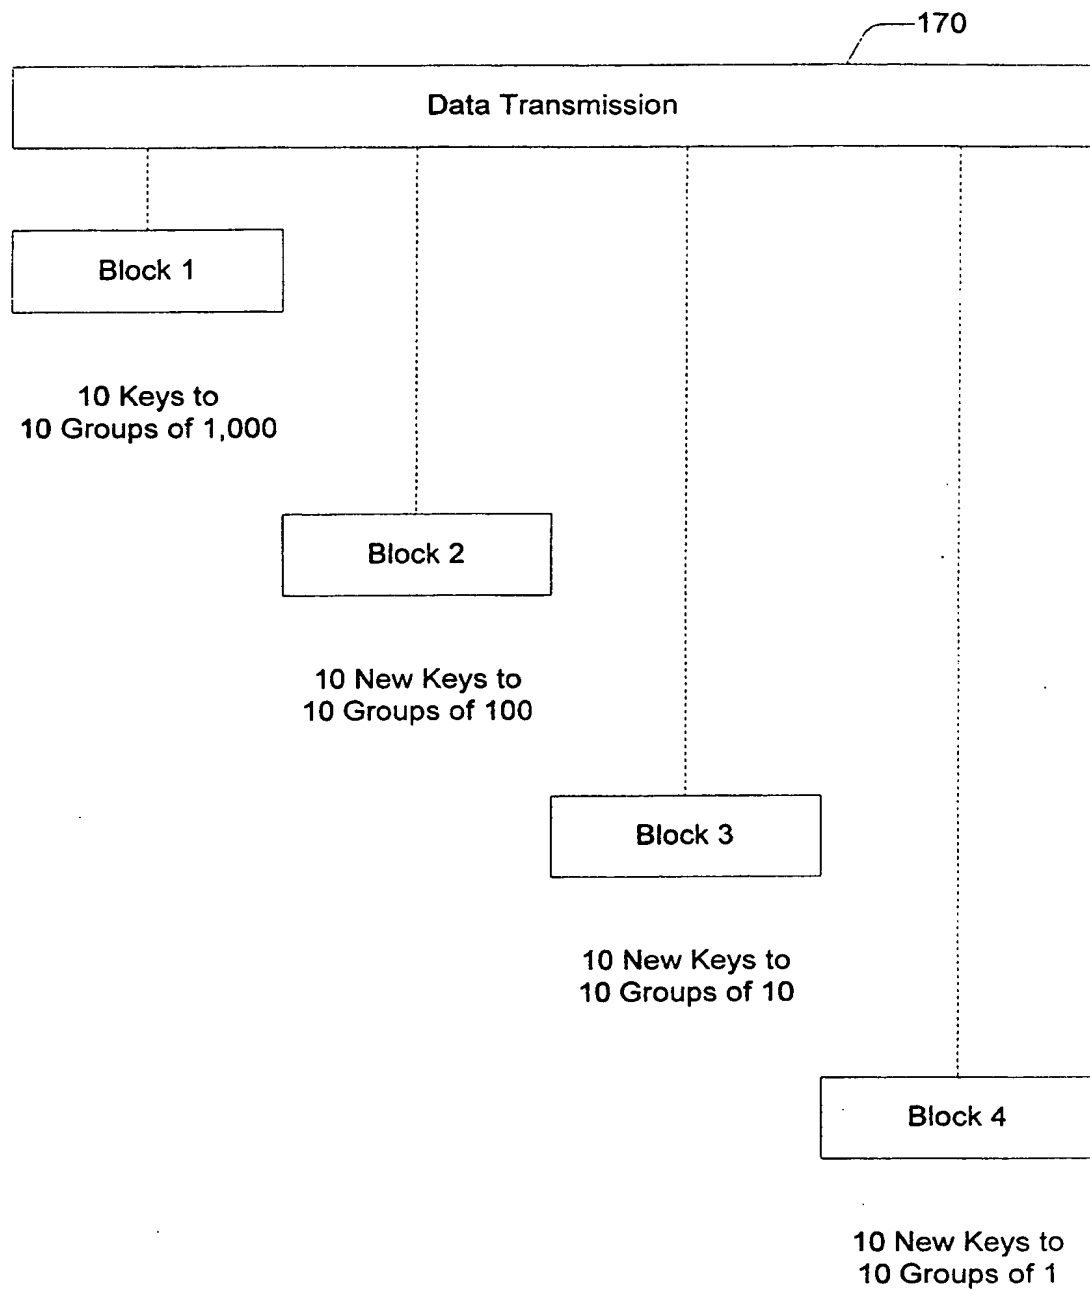 170
Data Transmission
Block 1
10 Keys to
10 Groups of 1,000
Block 2
10 New Keys to
10 Groups of 100
Block 3
10 New Keys to
10 Groups of 10
Block 4
10 New Keys to
10 Groups of 1